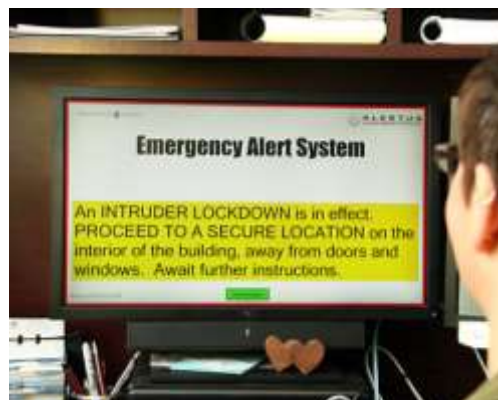 ALERTUS
Emergency Alert System
An INTRUDER LOCKDOWN is in effect.
PROCEED TO A SECURE LOCATION on the
interior of the building, away from doors and
windows. Await further instructions.